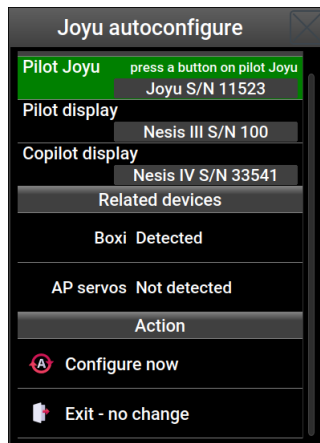 Joyu autoconfigure
Pilot Joyu press a button on pilot Joyu
Joyu S/N 11523
Pilot display
Nesis III S/N 100
Copilot display
Nesis IV S/N 33541
Related devices
Boxi Detected
AP servos Not detected
Action
A Configure now
Exit - no change